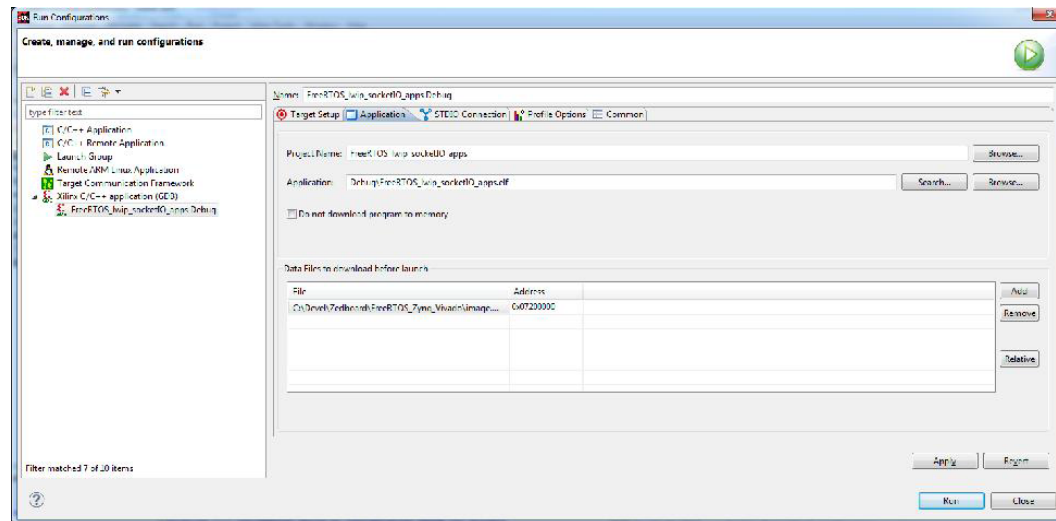 Run Configurations
Create, manage, and run configurations
Name: FreeRTOS_lwip_socketIO_apps Debug
type filter text
Target Setup Application STDIO Connection Profile Options Common
C/C++ Application
C/C++ Remote Application
Launch Group
Remote ARM Linux Application
Target Communication Framework
Xilinx C/C++ application (GDB)
FreeRTOS_lwip_socketIO_apps Debug
Project Name: FreeRTOS_lwip_socketIO_apps
Browse...
Application: Debug\FreeRTOS_lwip_socketIO_apps.elf
Search...
Browse...
Do not download program to memory
Data Files to download before launch
File
Address
C:\Devel\Zedboard\FreeRTOS_Zynq_Vivado\image....
0x07200000
Add
Remove
Relative
Filter matched 7 of 10 items
Apply
Revert
Run
Close